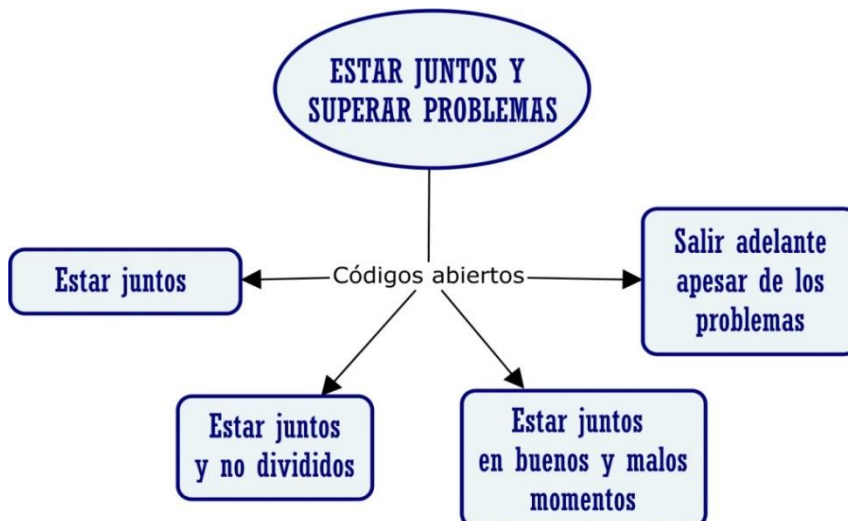 ESTAR JUNTOS Y
SUPERAR PROBLEMAS
Códigos abiertos
Estar juntos
Salir adelante
apesar de los
problemas
Estar juntos
y no divididos
Estar juntos
en buenos y malos
momentos